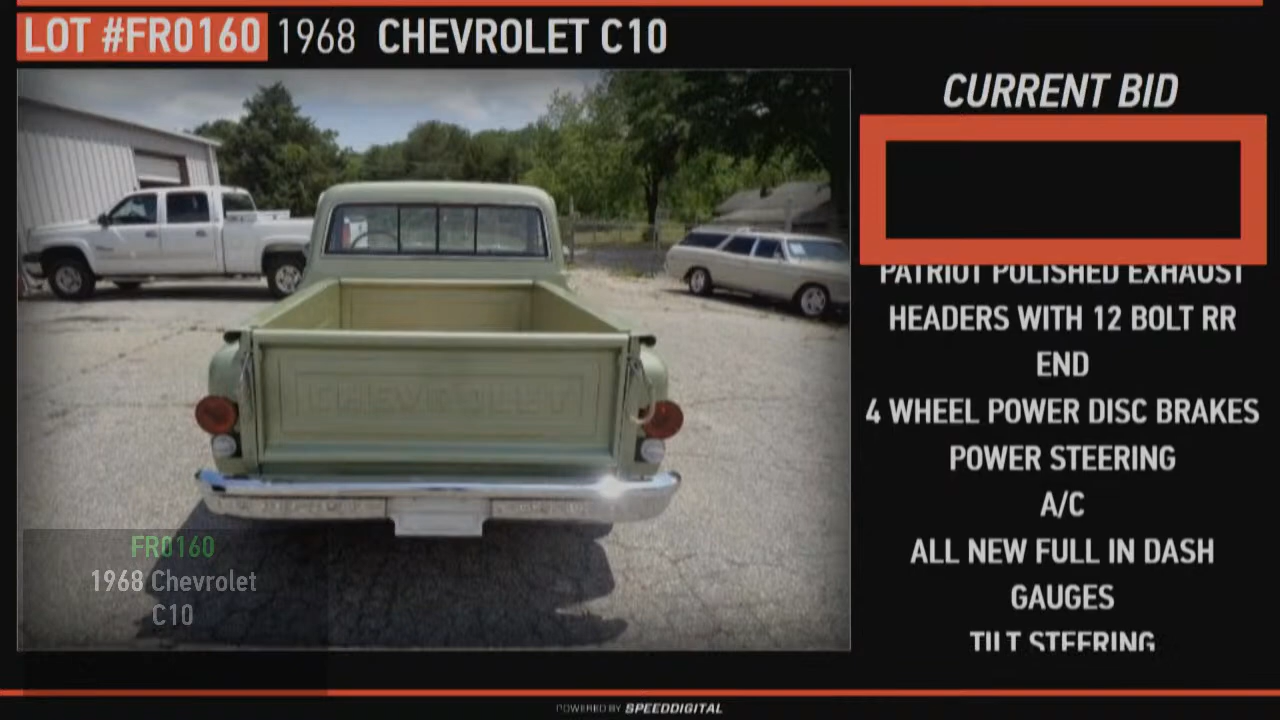 LOT #FR0160 1968 CHEVROLET C10
CURRENT BID
PATRIOT POLISHED EXHAUST
HEADERS WITH 12 BOLT RR
END
4 WHEEL POWER DISC BRAKES
POWER STEERING
A/C
ALL NEW FULL IN DASH
GAUGES
TILT STEERING
CHEVROLET
FR0160
1968 Chevrolet
C10
POWERED BY SPEEDDIGITAL